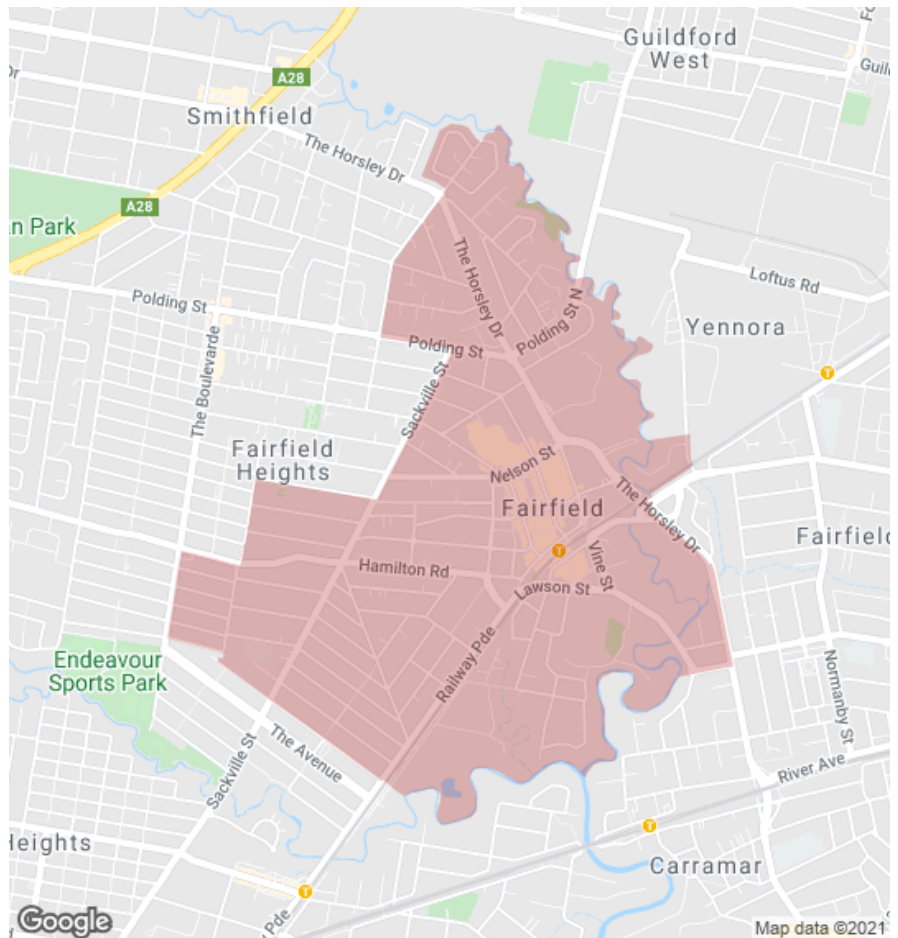 Guildford
West
Guild
A28
Smithfield
The Horsley Dr
A28
n Park
The Horsley Dr
Loftus Rd
Polding St
Polding St N
Yennora
Polding St
The Boulevarde
Sackville St
Fairfield
Heights
Nelson St
Fairfield
The Horsley Dr
Fairfield
Hamilton Rd
Vine St
Lawson St
Railway Pde
Endeavour
Sports Park
Normanby St
The Avenue
Sackville St
River Ave
Heights
Carramar
Pde
Google
Map data ©2021